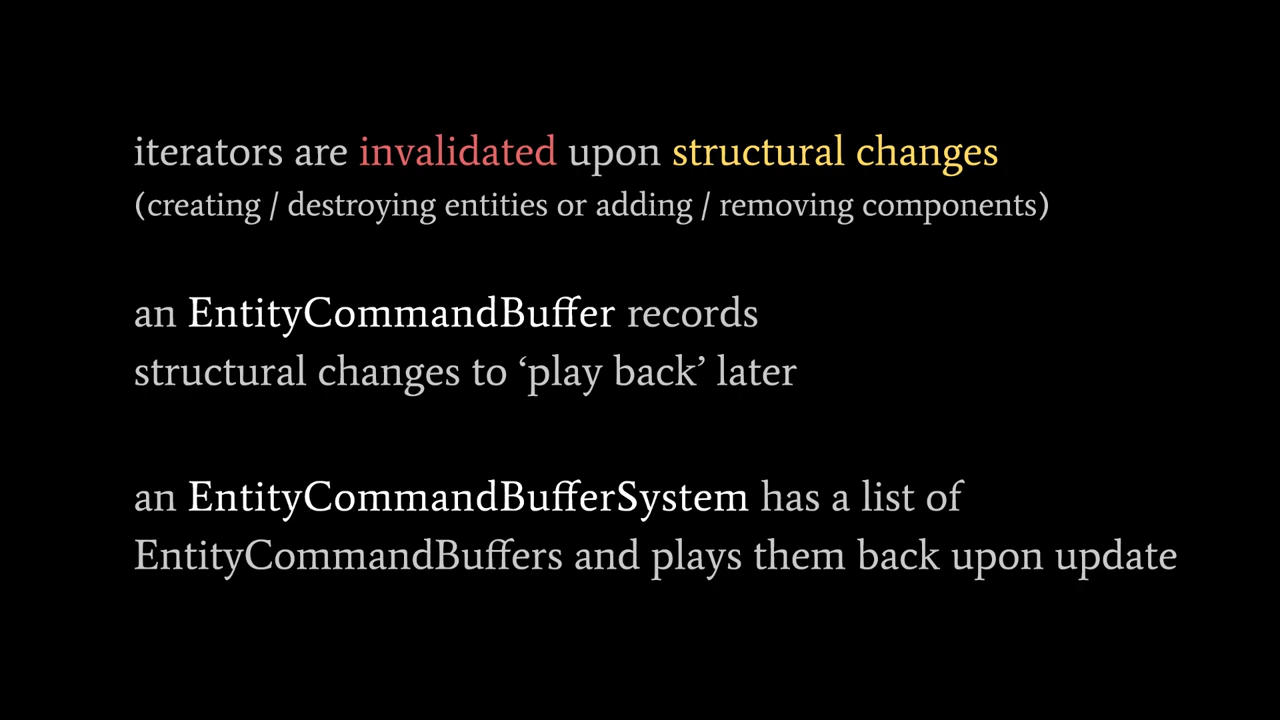 iterators are invalidated upon structural changes
(creating / destroying entities or adding / removing components)
an EntityCommandBuffer records
structural changes to ‘play back’ later
an EntityCommandBufferSystem has a list of
EntityCommandBuffers and plays them back upon update